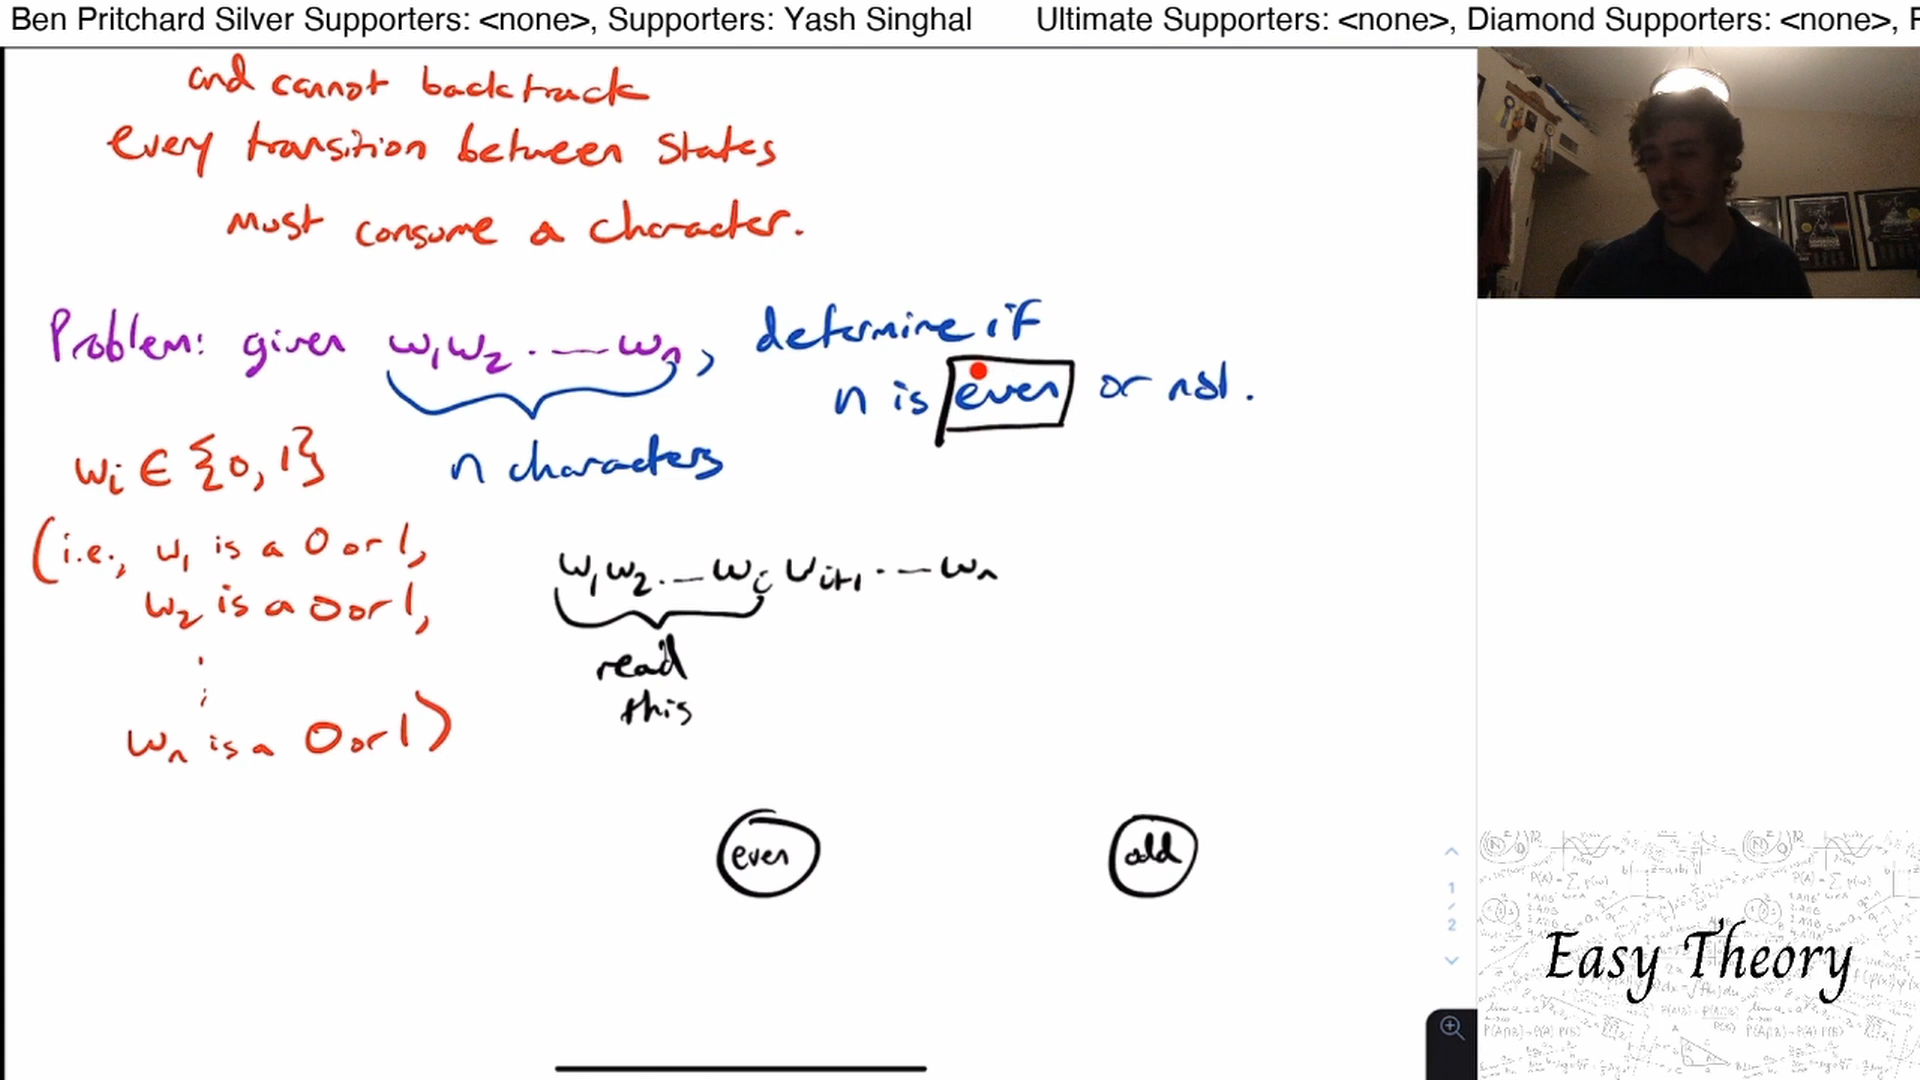 Ben Pritchard Silver Supporters: <none>, Supporters: Yash Singhal Ultimate Supporters: <none>, Diamond Supporters: <none>,
and cannot backtrack
every transition between states
must consume a character.
Problem: given w₁w₂...wₙ, determine if
n is even or not.
n characters
wᵢ ∈ {0, 1}
(i.e., w₁ is a 0 or 1,
w₂ is a 0 or 1,
⋮
wₙ is a 0 or 1)
w₁w₂...wᵢ wᵢ₊₁...wₙ
read
this
even
odd
1
2
Easy Theory